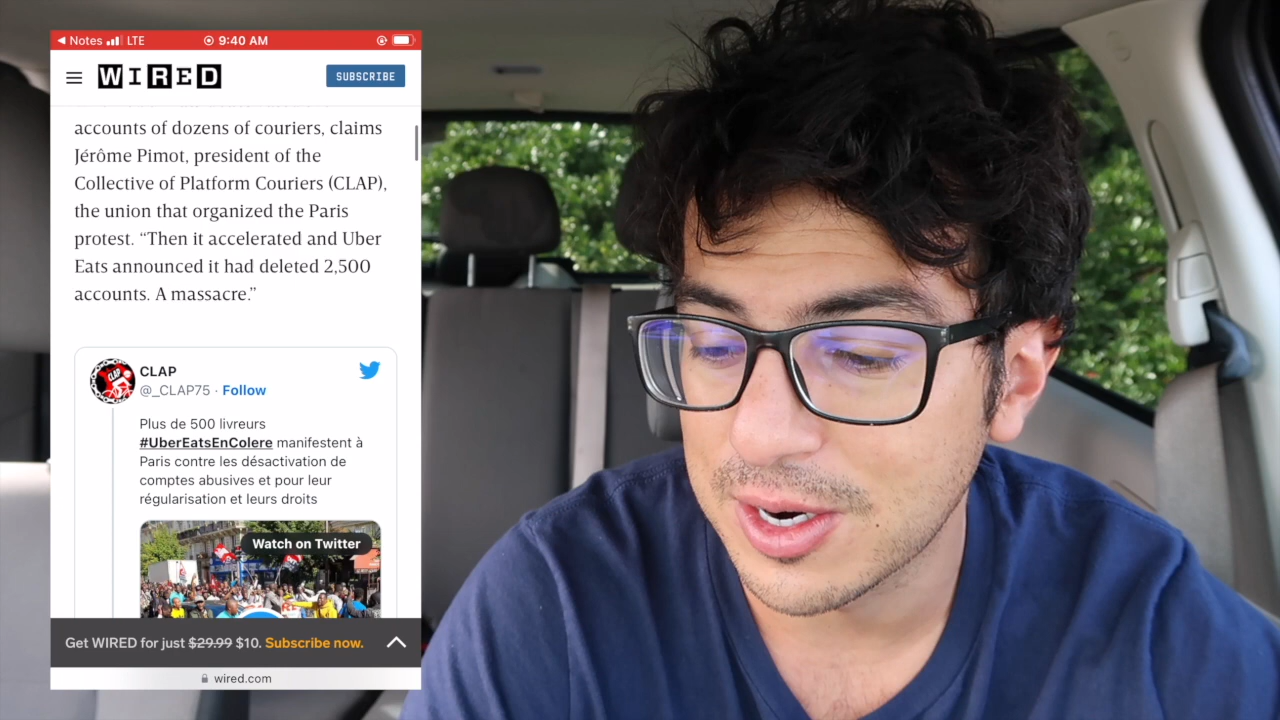 Notes LTE
9:40 AM
WIRED
SUBSCRIBE
accounts of dozens of couriers, claims
Jérôme Pimot, president of the
Collective of Platform Couriers (CLAP),
the union that organized the Paris
protest. “Then it accelerated and Uber
Eats announced it had deleted 2,500
accounts. A massacre.”
CLAP
CLAP
@_CLAP75 · Follow
Plus de 500 livreurs
#UberEatsEnColere manifestent à
Paris contre les désactivation de
comptes abusives et pour leur
régularisation et leurs droits
Watch on Twitter
Get WIRED for just $29.99 $10. Subscribe now.
wired.com